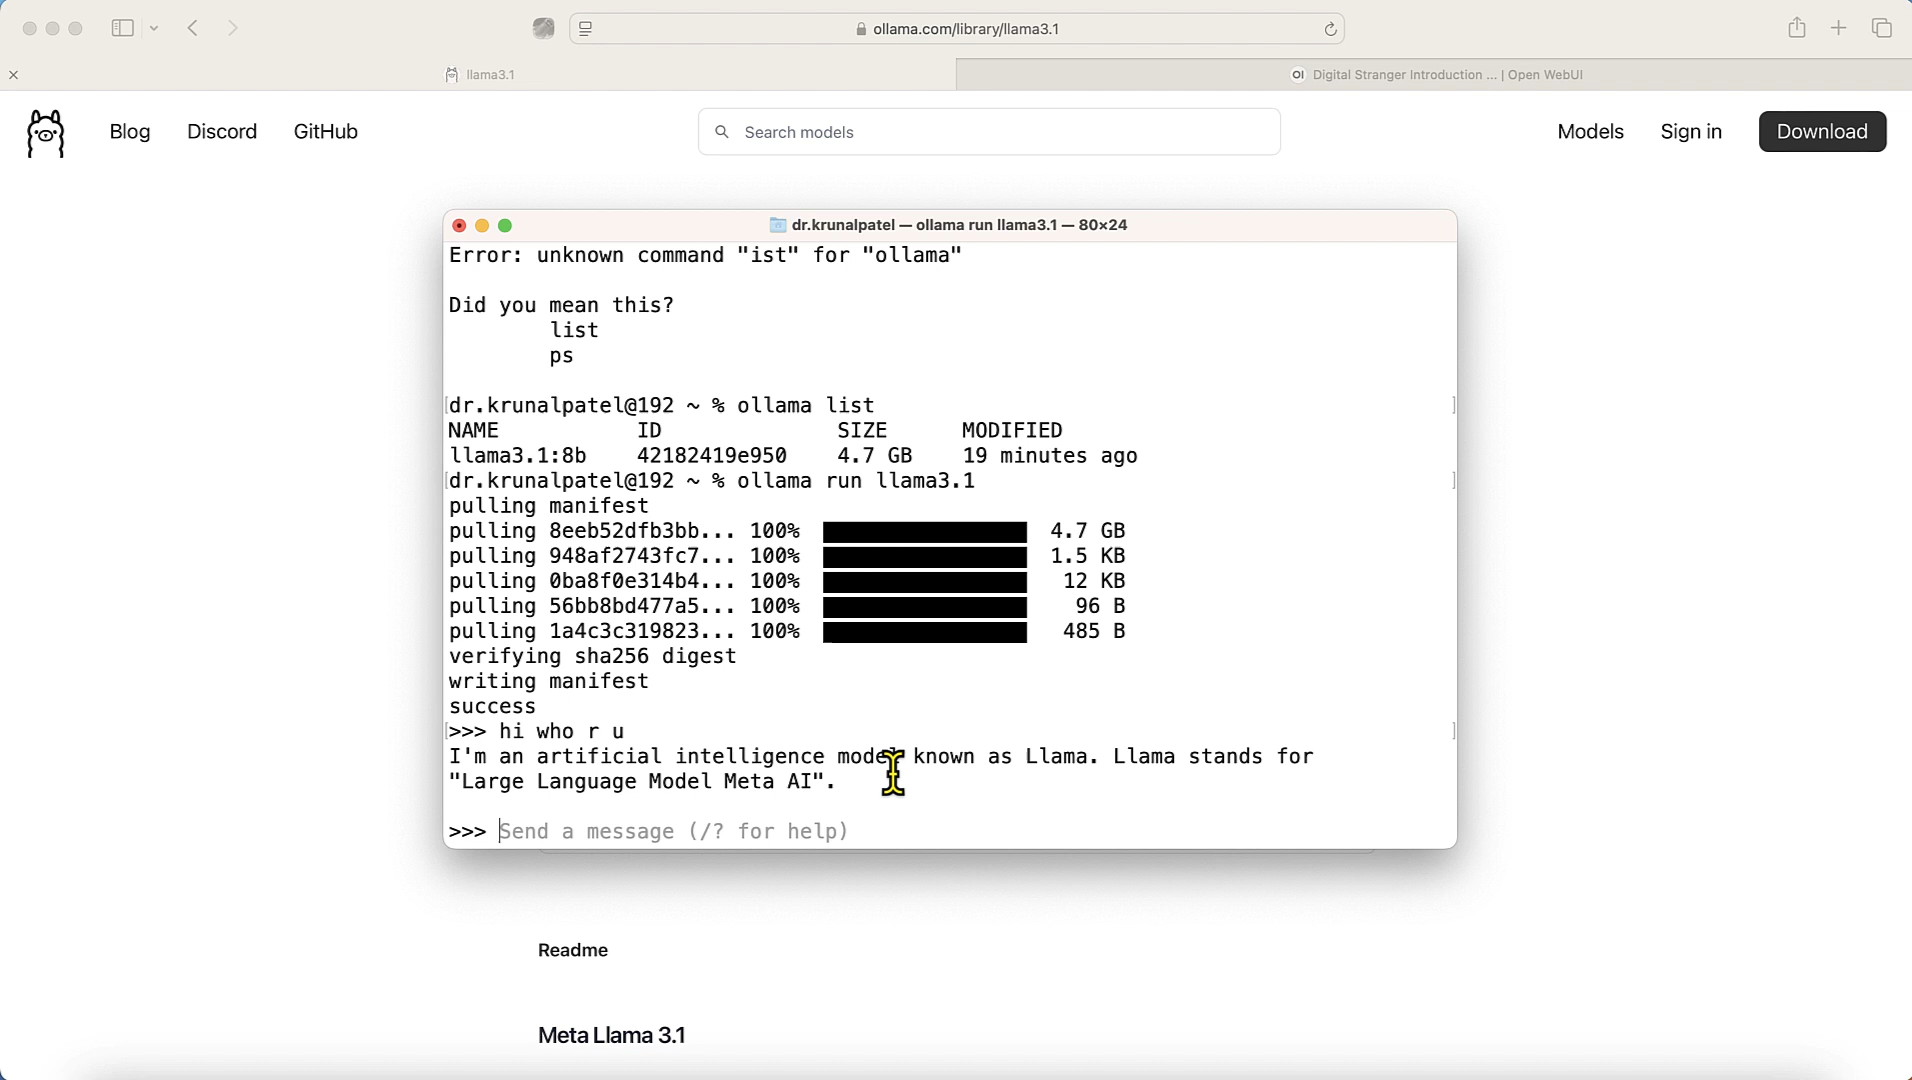 ollama.com/library/llama3.1
llama3.1
OI Digital Stranger Introduction ... | Open WebUI
Blog Discord GitHub
Search models
Models Sign in Download
dr.krunalpatel — ollama run llama3.1 — 80×24
Error: unknown command "ist" for "ollama"
Did you mean this?
list
ps
dr.krunalpatel@192 ~ % ollama list
NAME ID SIZE MODIFIED
llama3.1:8b 42182419e950 4.7 GB 19 minutes ago
dr.krunalpatel@192 ~ % ollama run llama3.1
pulling manifest
pulling 8eeb52dfb3bb... 100% 4.7 GB
pulling 948af2743fc7... 100% 1.5 KB
pulling 0ba8f0e314b4... 100% 12 KB
pulling 56bb8bd477a5... 100% 96 B
pulling 1a4c3c319823... 100% 485 B
verifying sha256 digest
writing manifest
success
>>> hi who r u
I'm an artificial intelligence model known as Llama. Llama stands for
"Large Language Model Meta AI".
>>> Send a message (/? for help)
Readme
Meta Llama 3.1